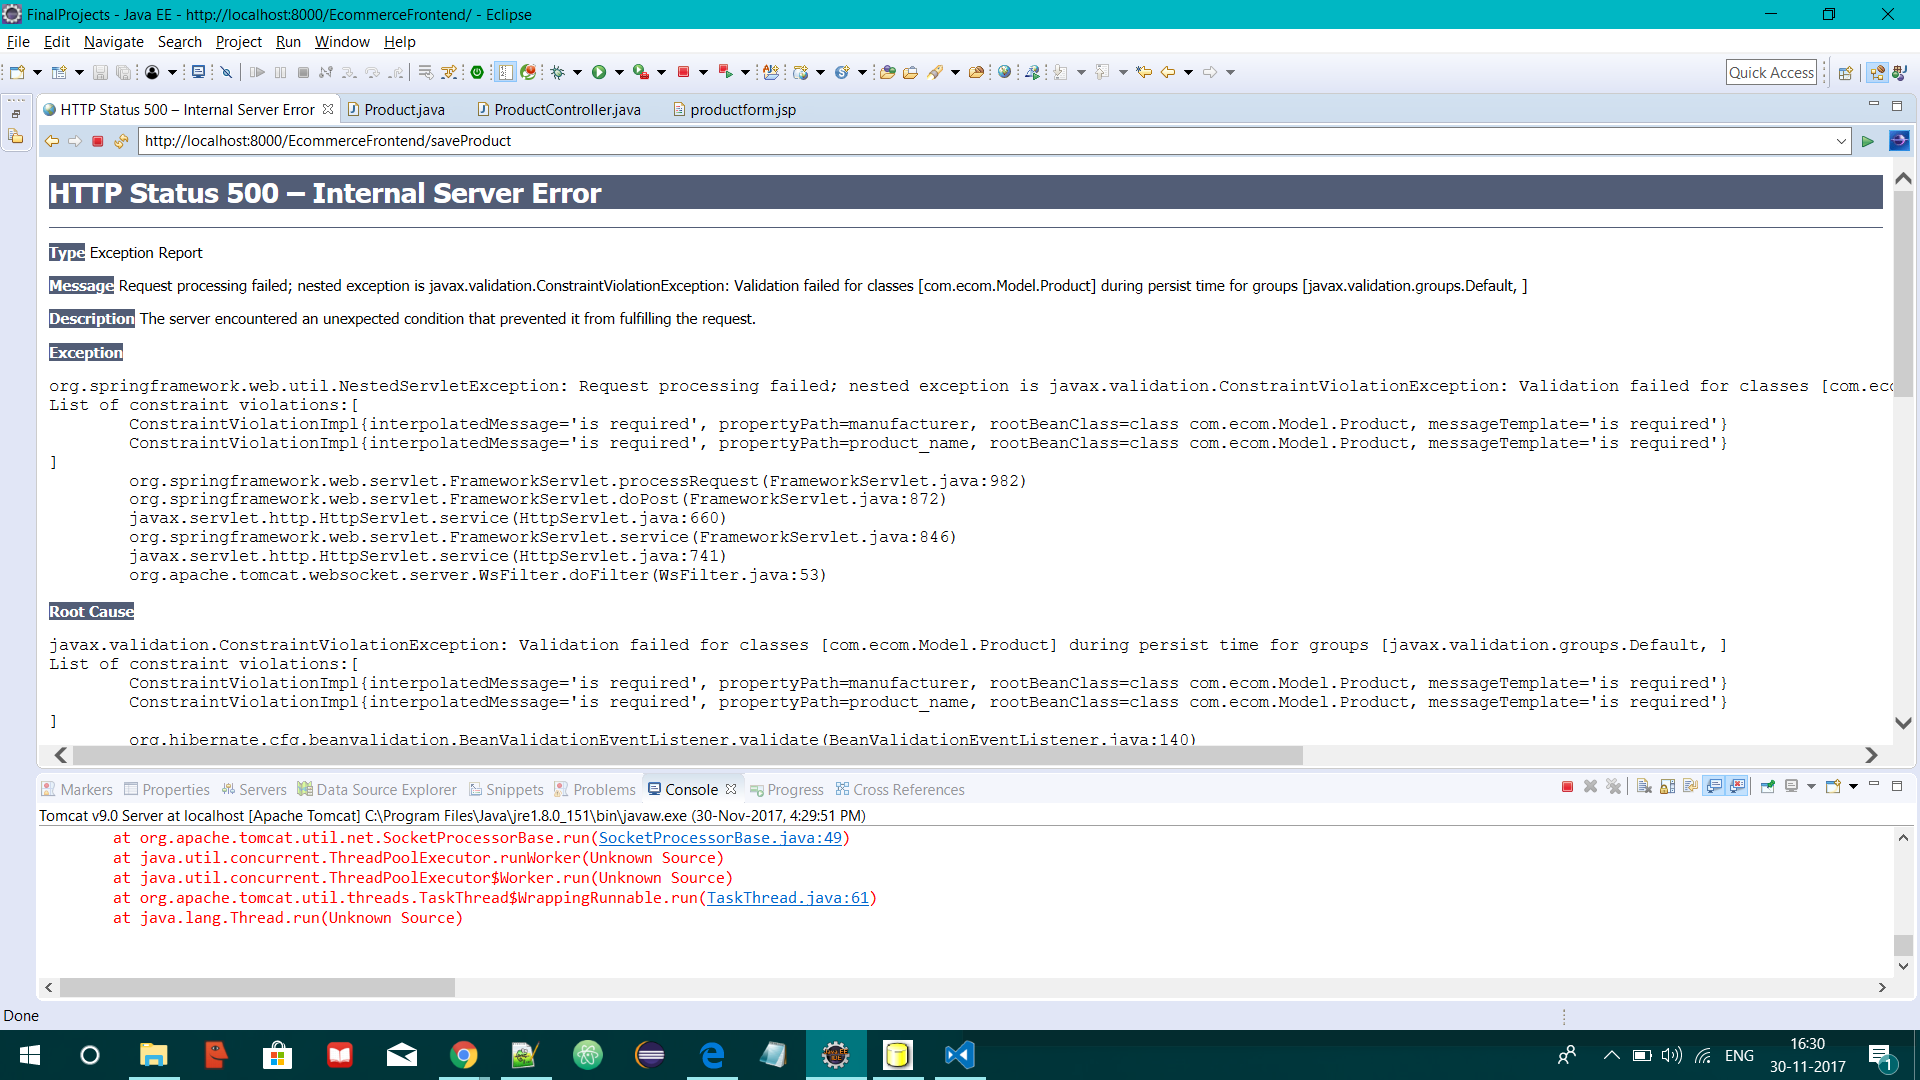 FinalProjects - Java EE - http://localhost:8000/EcommerceFrontend/ - Eclipse
File Edit Navigate Search Project Run Window Help
Quick Access
HTTP Status 500 – Internal Server Error Product.java ProductController.java productform.jsp
http://localhost:8000/EcommerceFrontend/saveProduct
HTTP Status 500 – Internal Server Error
Type Exception Report
Message Request processing failed; nested exception is javax.validation.ConstraintViolationException: Validation failed for classes [com.ecom.Model.Product] during persist time for groups [javax.validation.groups.Default, ]
Description The server encountered an unexpected condition that prevented it from fulfilling the request.
Exception
org.springframework.web.util.NestedServletException: Request processing failed; nested exception is javax.validation.ConstraintViolationException: Validation failed for classes [com.eco
List of constraint violations:[
ConstraintViolationImpl{interpolatedMessage='is required', propertyPath=manufacturer, rootBeanClass=class com.ecom.Model.Product, messageTemplate='is required'}
ConstraintViolationImpl{interpolatedMessage='is required', propertyPath=product_name, rootBeanClass=class com.ecom.Model.Product, messageTemplate='is required'}
]
org.springframework.web.servlet.FrameworkServlet.processRequest(FrameworkServlet.java:982)
org.springframework.web.servlet.FrameworkServlet.doPost(FrameworkServlet.java:872)
javax.servlet.http.HttpServlet.service(HttpServlet.java:660)
org.springframework.web.servlet.FrameworkServlet.service(FrameworkServlet.java:846)
javax.servlet.http.HttpServlet.service(HttpServlet.java:741)
org.apache.tomcat.websocket.server.WsFilter.doFilter(WsFilter.java:53)
Root Cause
javax.validation.ConstraintViolationException: Validation failed for classes [com.ecom.Model.Product] during persist time for groups [javax.validation.groups.Default, ]
List of constraint violations:[
ConstraintViolationImpl{interpolatedMessage='is required', propertyPath=manufacturer, rootBeanClass=class com.ecom.Model.Product, messageTemplate='is required'}
ConstraintViolationImpl{interpolatedMessage='is required', propertyPath=product_name, rootBeanClass=class com.ecom.Model.Product, messageTemplate='is required'}
]
org.hibernate.cfg.beanvalidation.BeanValidationEventListener.validate(BeanValidationEventListener.java:140)
Markers Properties Servers Data Source Explorer Snippets Problems Console Progress Cross References
Tomcat v9.0 Server at localhost [Apache Tomcat] C:\Program Files\Java\jre1.8.0_151\bin\javaw.exe (30-Nov-2017, 4:29:51 PM)
at org.apache.tomcat.util.net.SocketProcessorBase.run(SocketProcessorBase.java:49)
at java.util.concurrent.ThreadPoolExecutor.runWorker(Unknown Source)
at java.util.concurrent.ThreadPoolExecutor$Worker.run(Unknown Source)
at org.apache.tomcat.util.threads.TaskThread$WrappingRunnable.run(TaskThread.java:61)
at java.lang.Thread.run(Unknown Source)
Done
ENG
16:30
30-11-2017
1